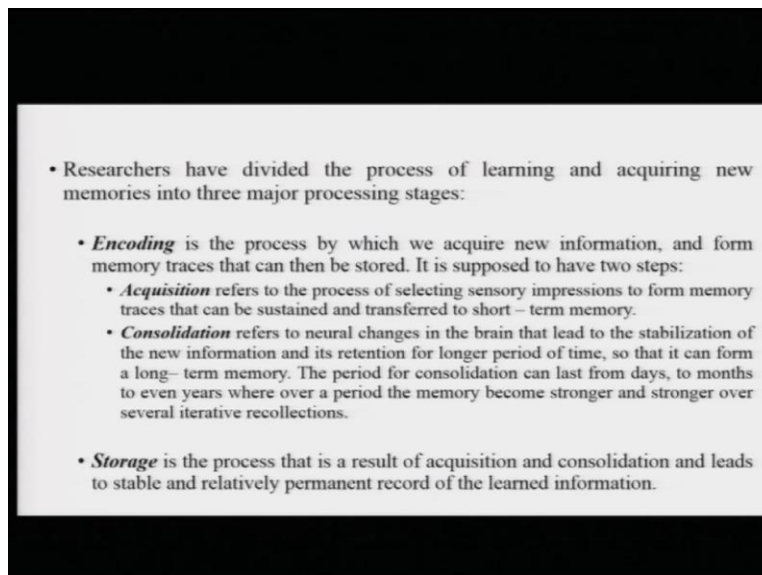 • Researchers have divided the process of learning and acquiring new
memories into three major processing stages:
• Encoding is the process by which we acquire new information, and form
memory traces that can then be stored. It is supposed to have two steps:
• Acquisition refers to the process of selecting sensory impressions to form memory
traces that can be sustained and transferred to short – term memory.
• Consolidation refers to neural changes in the brain that lead to the stabilization of
the new information and its retention for longer period of time, so that it can form
a long– term memory. The period for consolidation can last from days, to months
to even years where over a period the memory become stronger and stronger over
several iterative recollections.
• Storage is the process that is a result of acquisition and consolidation and leads
to stable and relatively permanent record of the learned information.